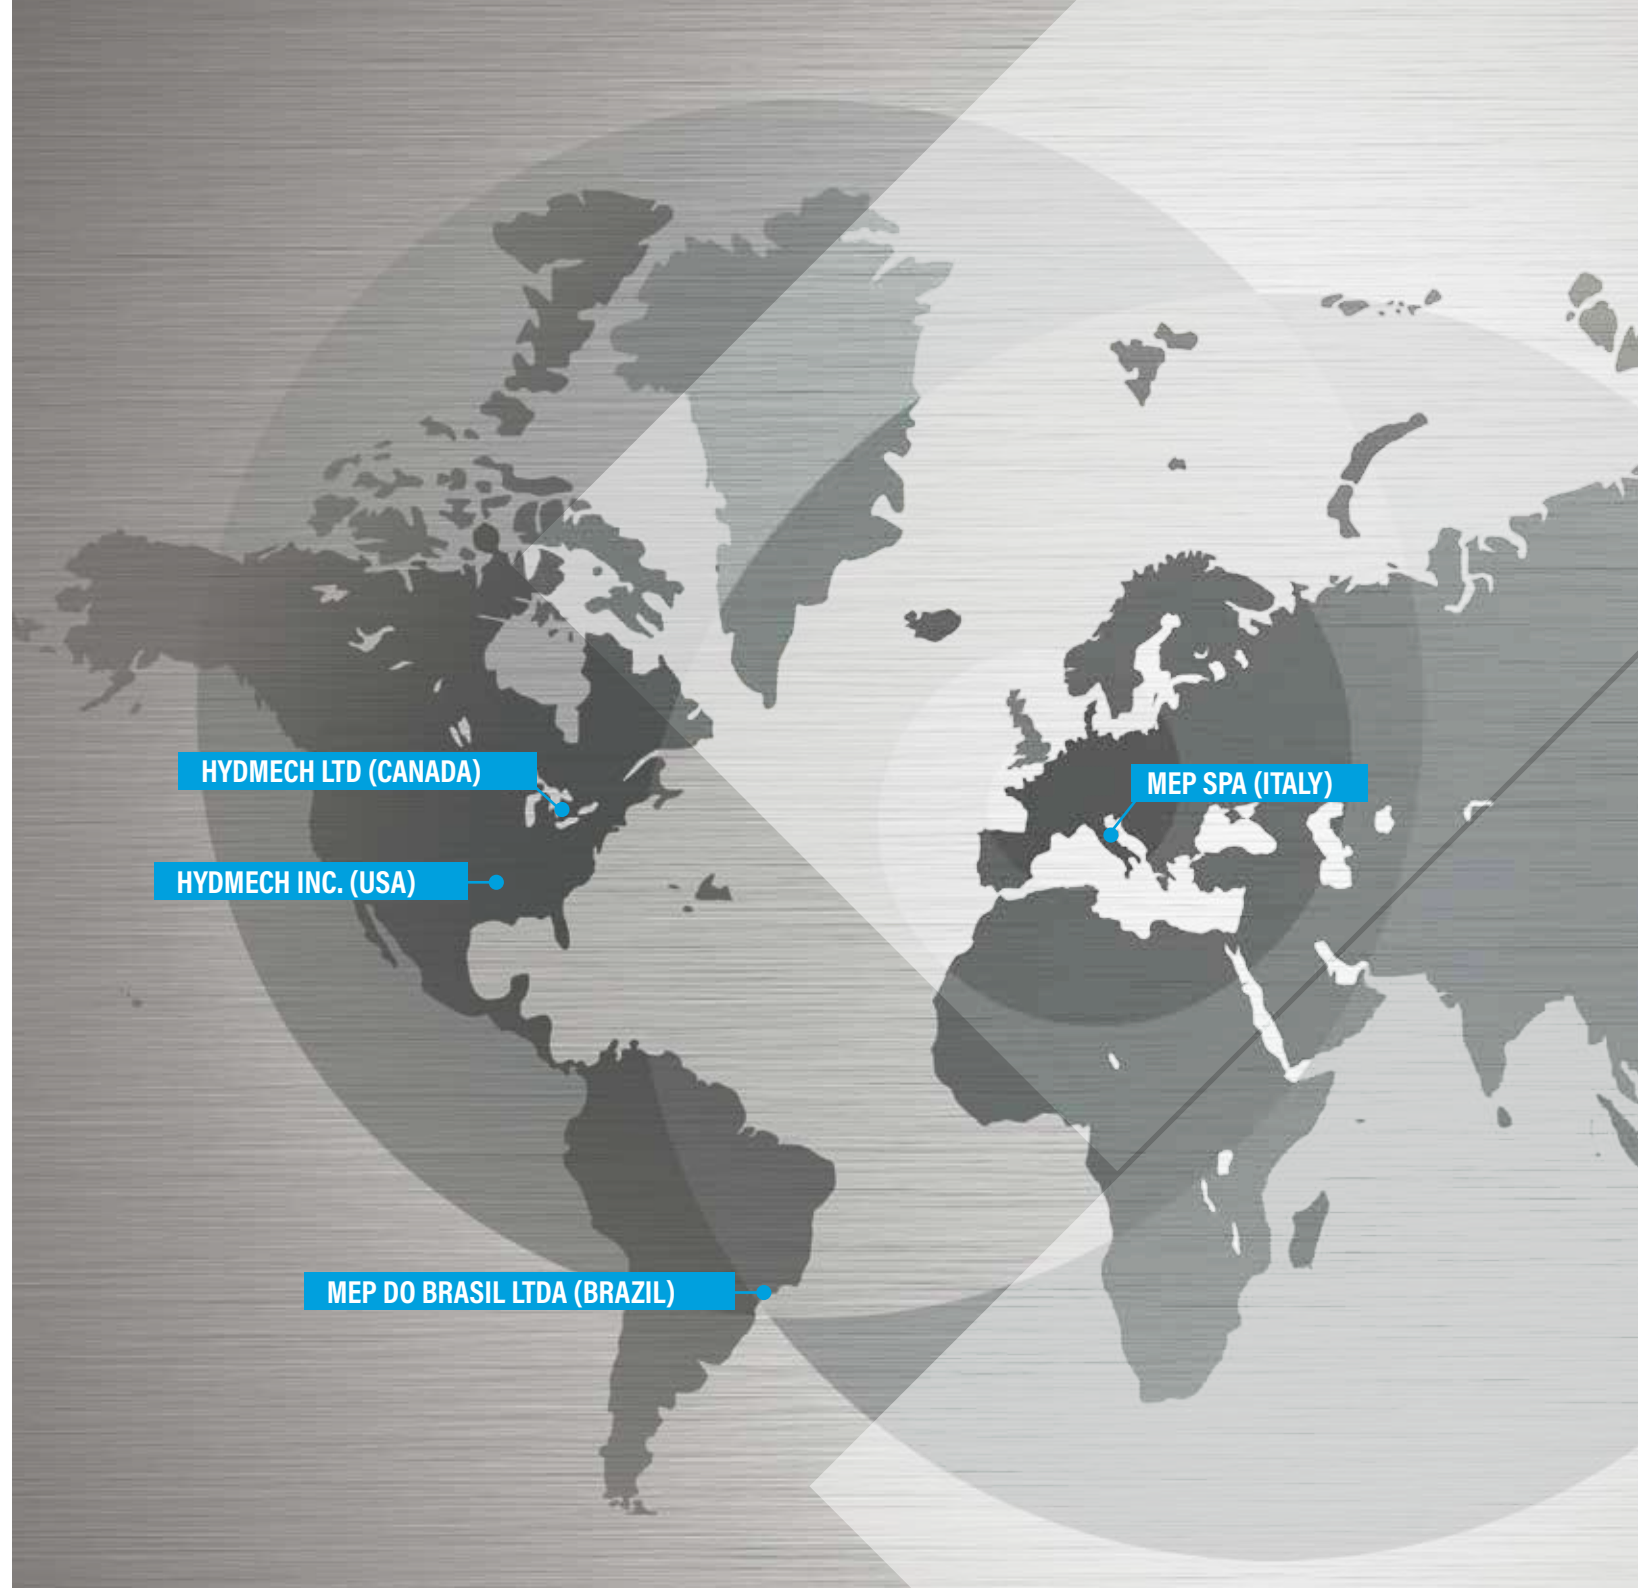 HYDMECH LTD (CANADA)
MEP SPA (ITALY)
HYDMECH INC. (USA)
MEP DO BRASIL LTDA (BRAZIL)